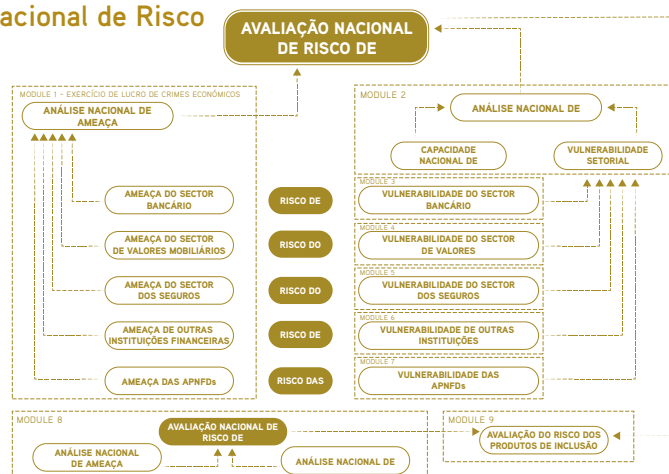 acional de Risco
AVALIAÇÃO NACIONAL
DE RISCO DE
MODULE 1 – EXERCÍCIO DE LUCRO DE CRIMES ECONÓMICOS
ANÁLISE NACIONAL DE
AMEAÇA
MODULE 2
ANÁLISE NACIONAL DE
CAPACIDADE
NACIONAL DE
VULNERABILIDADE
SETORIAL
AMEAÇA DO SECTOR
BANCÁRIO
RISCO DE
MODULE 3
VULNERABILIDADE DO SECTOR
BANCÁRIO
AMEAÇA DO SECTOR
DE VALORES MOBILIÁRIOS
RISCO DO
MODULE 4
VULNERABILIDADE DO SECTOR
DE VALORES
AMEAÇA DO SECTOR
DOS SEGUROS
RISCO DO
MODULE 5
VULNERABILIDADE DO SECTOR
DOS SEGUROS
AMEAÇA DE OUTRAS
INSTITUIÇÕES FINANCEIRAS
RISCO DE
MODULE 6
VULNERABILIDADE DE OUTRAS
INSTITUIÇÕES
AMEAÇA DAS APNFDs
RISCO DAS
MODULE 7
VULNERABILIDADE DAS
APNFDs
MODULE 8
AVALIAÇÃO NACIONAL DE
RISCO DE
ANÁLISE NACIONAL
DE AMEAÇA
ANÁLISE NACIONAL DE
MODULE 9
AVALIAÇÃO DO RISCO DOS
PRODUTOS DE INCLUSÃO